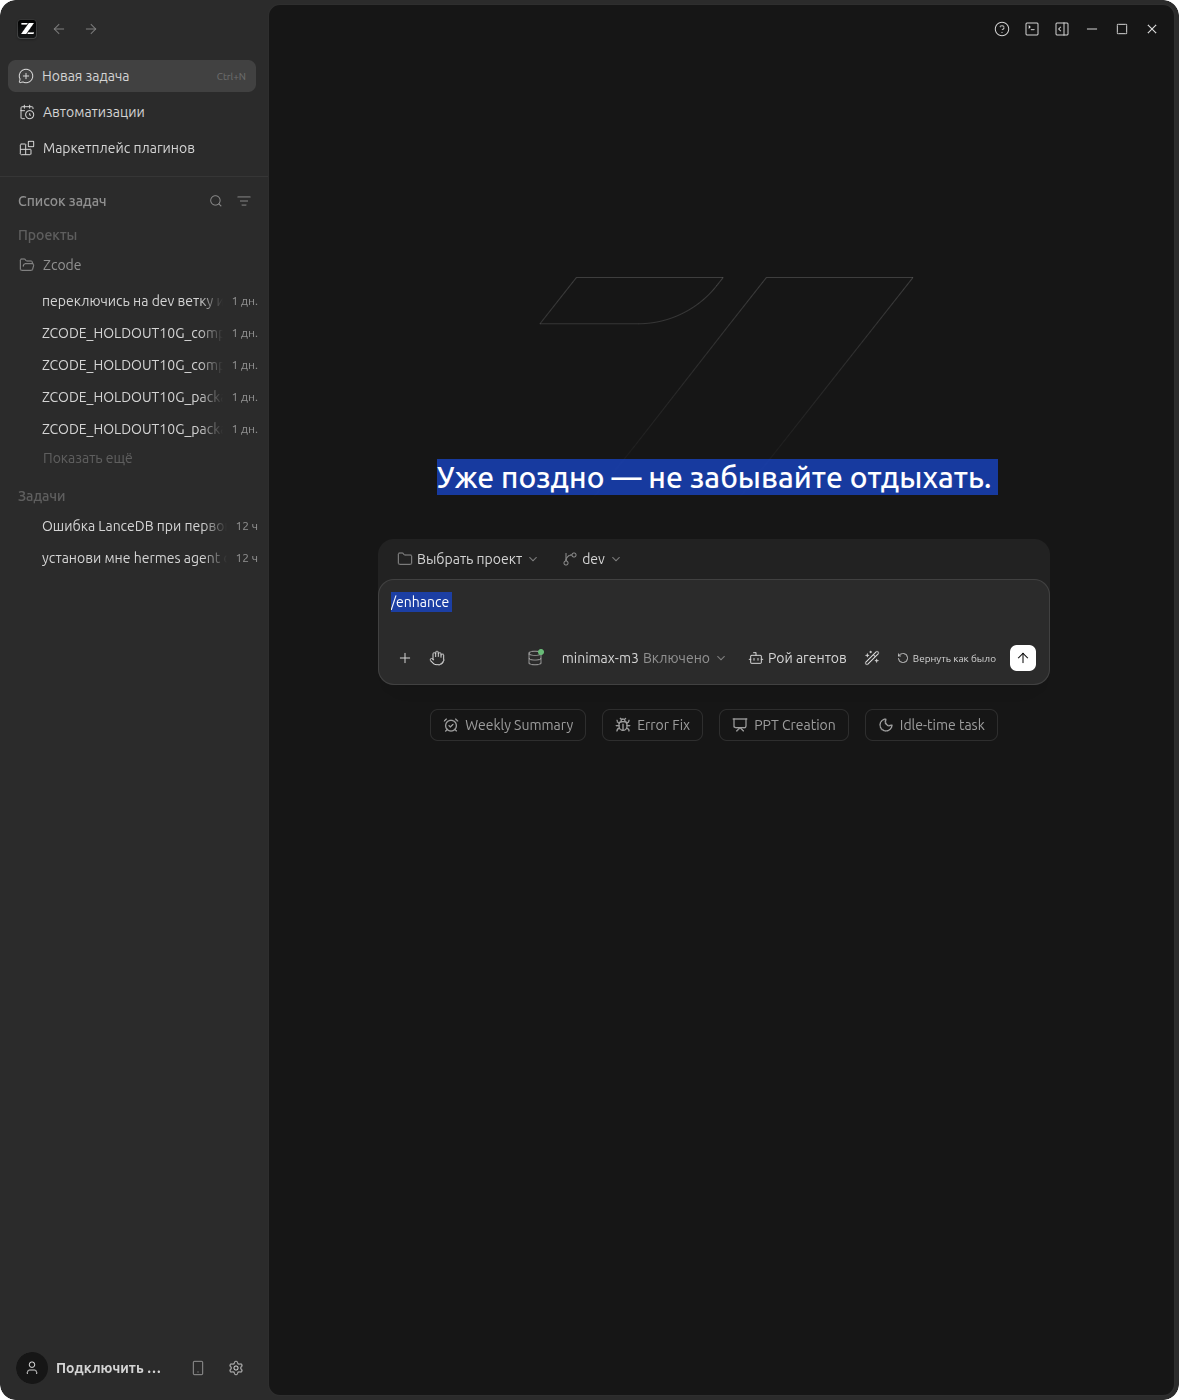 Новая задача Ctrl+N
Автоматизации
Маркетплейс плагинов
Список задач
Проекты
Zcode
переключись на dev ветку 1 дн.
ZCODE_HOLDOUT10G_com 1 дн.
ZCODE_HOLDOUT10G_com 1 дн.
ZCODE_HOLDOUT10G_pack 1 дн.
ZCODE_HOLDOUT10G_pack 1 дн.
Показать ещё
Задачи
Ошибка LanceDB при перво 12 ч
установи мне hermes agent 12 ч
Подключить ...
Уже поздно — не забывайте отдыхать.
Выбрать проект dev
/enhance
minimax-m3 Включено Рой агентов Вернуть как было
Weekly Summary Error Fix PPT Creation Idle-time task